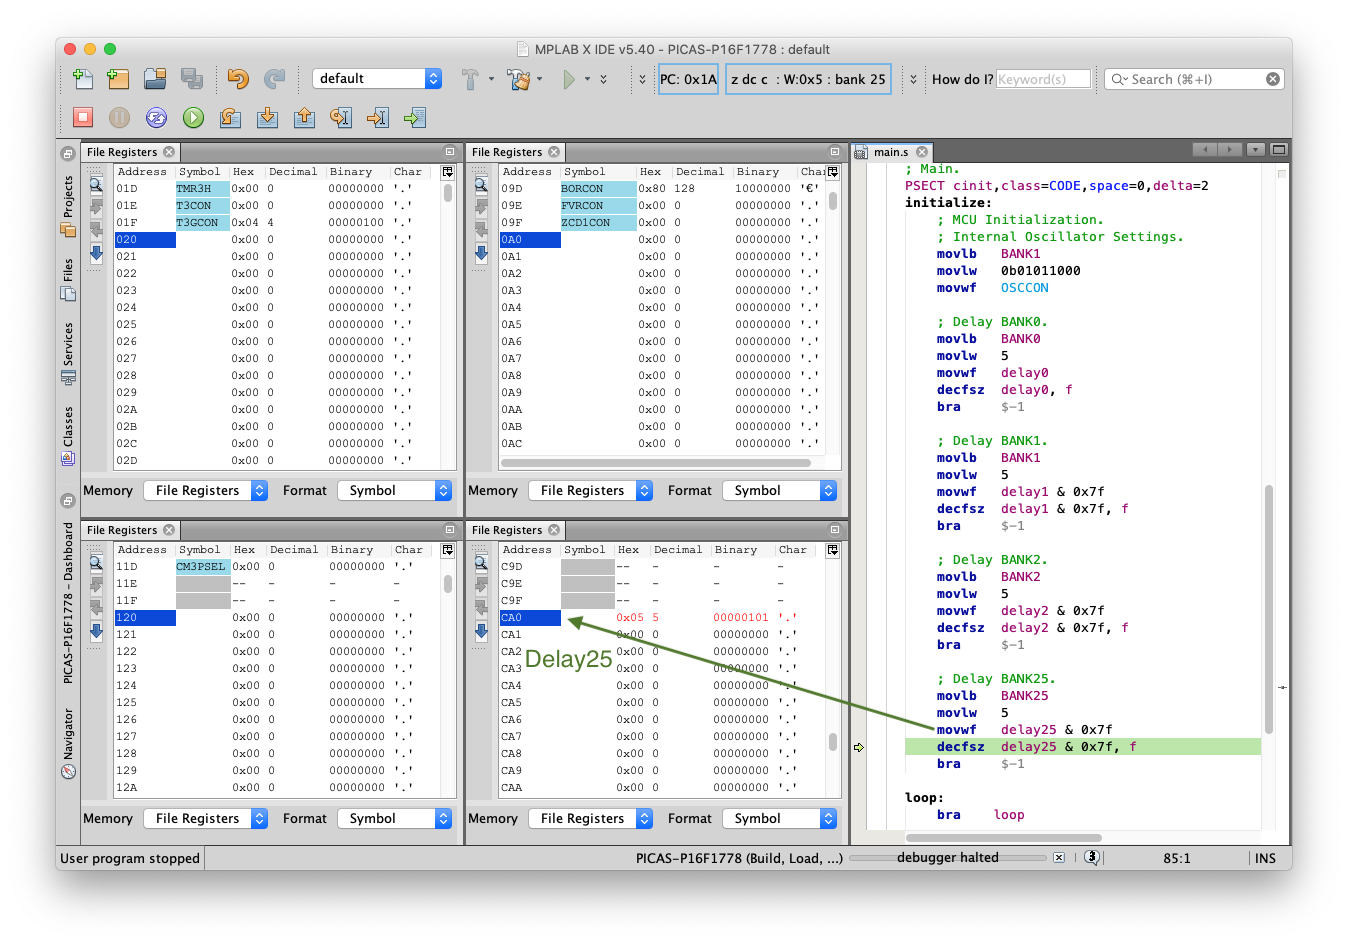 MPLAB X IDE v5.40 - PICAS-P16F1778 : default
default
PC: 0x1A
z dc c : W:0x5 : bank 25
How do I?
Keyword(s)
Search (⌘+I)
Projects
Files
Services
Classes
PICAS-P16F1778 - Dashboard
Navigator
File Registers
Address Symbol Hex Decimal Binary Char
01D TMR3H 0x00 0 00000000 '.'
01E T3CON 0x00 0 00000000 '.'
01F T3GCON 0x04 4 00000100 '.'
020 0x00 0 00000000 '.'
021 0x00 0 00000000 '.'
022 0x00 0 00000000 '.'
023 0x00 0 00000000 '.'
024 0x00 0 00000000 '.'
025 0x00 0 00000000 '.'
026 0x00 0 00000000 '.'
027 0x00 0 00000000 '.'
028 0x00 0 00000000 '.'
029 0x00 0 00000000 '.'
02A 0x00 0 00000000 '.'
02B 0x00 0 00000000 '.'
02C 0x00 0 00000000 '.'
02D 0x00 0 00000000 '.'
Memory File Registers Format Symbol
File Registers
Address Symbol Hex Decimal Binary Cha
09D BORCON 0x80 128 10000000 '€'
09E FVRCON 0x00 0 00000000 '.'
09F ZCD1CON 0x00 0 00000000 '.'
0A0 0x00 0 00000000 '.'
0A1 0x00 0 00000000 '.'
0A2 0x00 0 00000000 '.'
0A3 0x00 0 00000000 '.'
0A4 0x00 0 00000000 '.'
0A5 0x00 0 00000000 '.'
0A6 0x00 0 00000000 '.'
0A7 0x00 0 00000000 '.'
0A8 0x00 0 00000000 '.'
0A9 0x00 0 00000000 '.'
0AA 0x00 0 00000000 '.'
0AB 0x00 0 00000000 '.'
0AC 0x00 0 00000000 '.'
Memory File Registers Format Symbol
File Registers
Address Symbol Hex Decimal Binary Char
11D CM3PSEL 0x00 0 00000000 '.'
11E -- - - -
11F -- - - -
120 0x00 0 00000000 '.'
121 0x00 0 00000000 '.'
122 0x00 0 00000000 '.'
123 0x00 0 00000000 '.'
124 0x00 0 00000000 '.'
125 0x00 0 00000000 '.'
126 0x00 0 00000000 '.'
127 0x00 0 00000000 '.'
128 0x00 0 00000000 '.'
129 0x00 0 00000000 '.'
12A 0x00 0 00000000 '.'
Memory File Registers Format Symbol
File Registers
Address Symbol Hex Decimal Binary Char
C9D -- - - -
C9E -- - - -
C9F -- - - -
CA0 0x05 5 00000101 '.'
CA1 0x00 0 00000000 '.'
CA2 0x00 0 00000000 '.'
Delay25
CA3 0x00 0 00000000 '.'
CA4 0x00 0 00000000 '.'
CA5 0x00 0 00000000 '.'
CA6 0x00 0 00000000 '.'
CA7 0x00 0 00000000 '.'
CA8 0x00 0 00000000 '.'
CA9 0x00 0 00000000 '.'
CAA 0x00 0 00000000 '.'
Memory File Registers Format Symbol
main.s
; Main.
PSECT cinit,class=CODE,space=0,delta=2
initialize:
; MCU Initialization.
; Internal Oscillator Settings.
movlb BANK1
movlw 0b01011000
movwf OSCCON
; Delay BANK0.
movlb BANK0
movlw 5
movwf delay0
decfsz delay0, f
bra $-1
; Delay BANK1.
movlb BANK1
movlw 5
movwf delay1 & 0x7f
decfsz delay1 & 0x7f, f
bra $-1
; Delay BANK2.
movlb BANK2
movlw 5
movwf delay2 & 0x7f
decfsz delay2 & 0x7f, f
bra $-1
; Delay BANK25.
movlb BANK25
movlw 5
movwf delay25 & 0x7f
decfsz delay25 & 0x7f, f
bra $-1
loop:
bra loop
User program stopped
PICAS-P16F1778 (Build, Load, ...)
debugger halted
3
85:1
INS